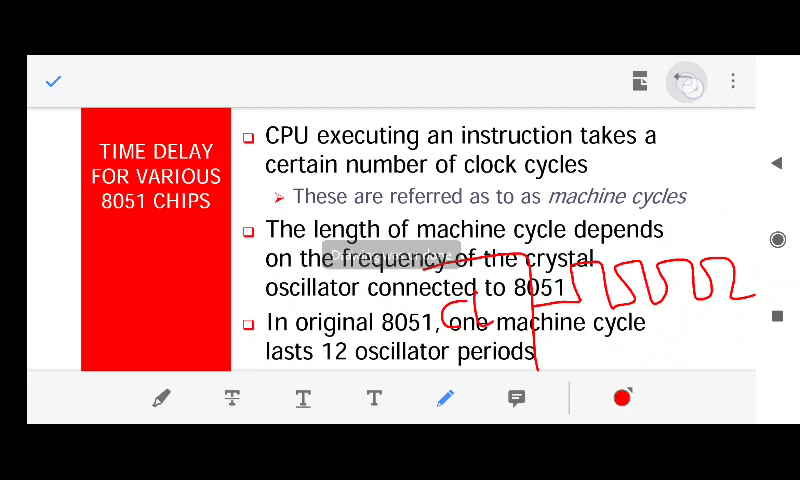 TIME DELAY
FOR VARIOUS
8051 CHIPS
CPU executing an instruction takes a
certain number of clock cycles
These are referred as to as machine cycles
The length of machine cycle depends
on the frequency of the crystal
oscillator connected to 8051
In original 8051, one machine cycle
lasts 12 oscillator periods